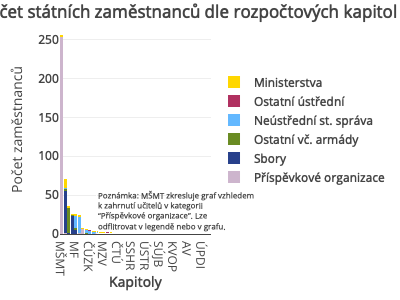 čet státních zaměstnanců dle rozpočtových kapitol
Počet zaměstnanců
250
200
150
100
50
0
Ministerstva
Ostatní ústřední
Neústřední st. správa
Ostatní vč. armády
Sbory
Příspěvkové organizace
Poznámka: MŠMT zkresluje graf vzhledem
k zahrnutí učitelů v kategorii
"Příspěvkové organizace". Lze
odfiltrovat v legendě nebo v grafu.
MŠMT
MF
ČÚZK
MZV
ČTÚ
SSHR
ÚSTR
SÚJB
KVOP
AV
ÚPDI
Kapitoly